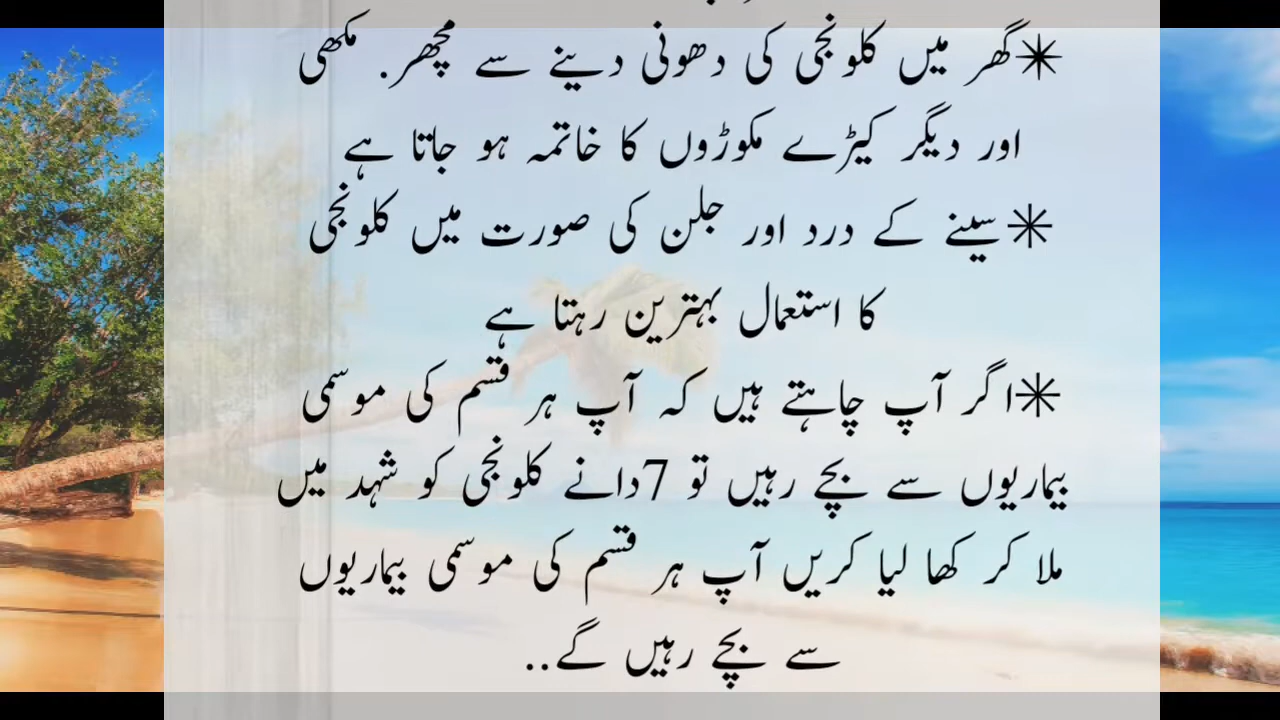 ✳گھر میں کلونجی کی دھونی دینے سے مچھر. مکھی
اور دیگر کیڑے مکوڑوں کا خاتمہ ہو جاتا ہے
✳سینے کے درد اور جلن کی صورت میں کلونجی
کا استعمال بہترین رہتا ہے
✳اگر آپ چاہتے ہیں کہ آپ ہر قسم کی موسمی
بیماریوں سے بچے رہیں تو 7دانے کلونجی کو شہد میں
ملا کر کھا لیا کریں آپ ہر قسم کی موسمی بیماریوں
سے بچے رہیں گے..